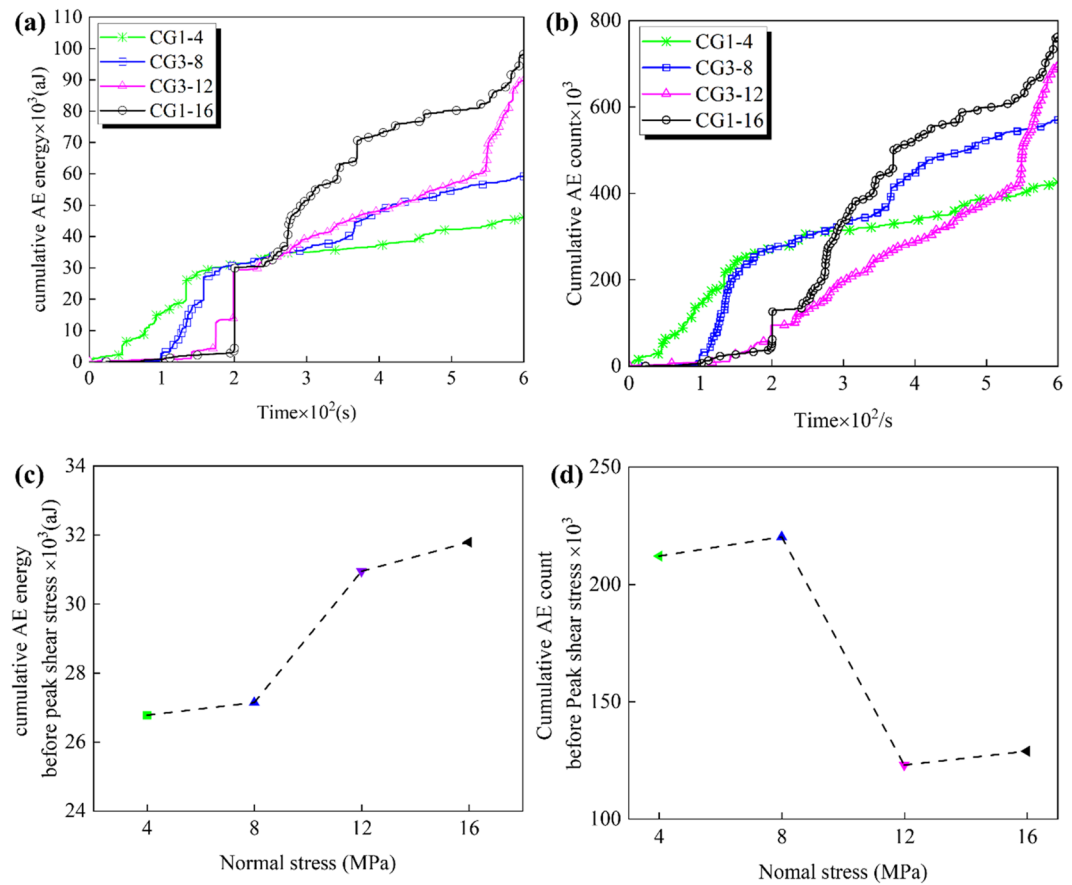 (a)
CG1-4
CG3-8
CG3-12
CG1-16
110
100
90
80
70
60
50
40
30
20
10
0
0 1 2 3 4 5 6
cumulative AE energy×10³(aJ)
Time×10²(s)
(b)
CG1-4
CG3-8
CG3-12
CG1-16
800
600
400
200
0
0 1 2 3 4 5 6
Cumulative AE count×10³
Time×10²/s
(c)
34
32
30
28
26
24
4 8 12 16
cumulative AE energy
before peak shear stress ×10³(aJ)
Normal stress (MPa)
(d)
250
200
150
100
4 8 12 16
Cumulative AE count
before Peak shear stress ×10³
Nomal stress (MPa)